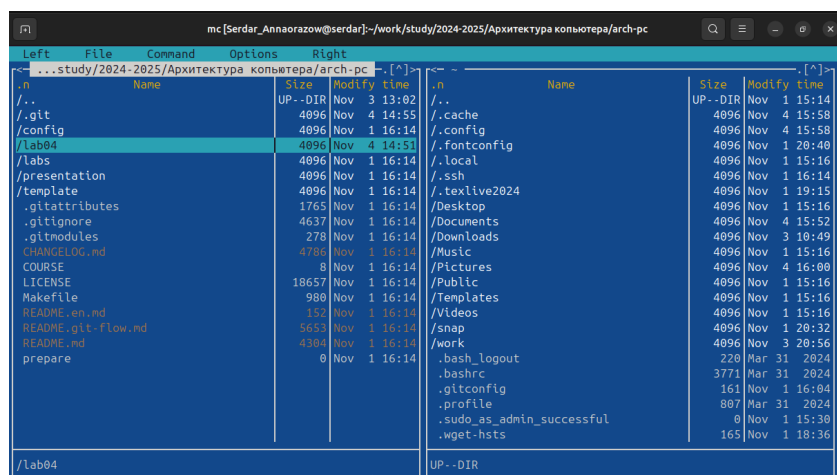 mc [Serdar_Annaorazow@serdar]:~/work/study/2024-2025/Архитектура копьютера/arch-pc
Left File Command Options Right
<─ ...study/2024-2025/Архитектура копьютера/arch-pc ─.[^]>
.n Name Size Modify time
/.. UP--DIR Nov 3 13:02
/.git 4096 Nov 4 14:55
/config 4096 Nov 1 16:14
/lab04 4096 Nov 4 14:51
/labs 4096 Nov 1 16:14
/presentation 4096 Nov 1 16:14
/template 4096 Nov 1 16:14
.gitattributes 1765 Nov 1 16:14
.gitignore 4637 Nov 1 16:14
.gitmodules 278 Nov 1 16:14
CHANGELOG.md 4786 Nov 1 16:14
COURSE 8 Nov 1 16:14
LICENSE 18657 Nov 1 16:14
Makefile 980 Nov 1 16:14
README.en.md 152 Nov 1 16:14
README.git-flow.md 5653 Nov 1 16:14
README.md 4304 Nov 1 16:14
prepare 0 Nov 1 16:14
/lab04
<─ ~ ─.[^]>
.n Name Size Modify time
/.. UP--DIR Nov 1 15:14
/.cache 4096 Nov 4 15:58
/.config 4096 Nov 4 15:58
/.fontconfig 4096 Nov 1 20:40
/.local 4096 Nov 1 15:16
/.ssh 4096 Nov 1 16:14
/.texlive2024 4096 Nov 1 19:15
/Desktop 4096 Nov 1 15:16
/Documents 4096 Nov 4 15:52
/Downloads 4096 Nov 3 10:49
/Music 4096 Nov 1 15:16
/Pictures 4096 Nov 4 16:00
/Public 4096 Nov 1 15:16
/Templates 4096 Nov 1 15:16
/Videos 4096 Nov 1 15:16
/snap 4096 Nov 1 20:32
/work 4096 Nov 3 20:56
.bash_logout 220 Mar 31 2024
.bashrc 3771 Mar 31 2024
.gitconfig 161 Nov 1 16:04
.profile 807 Mar 31 2024
.sudo_as_admin_successful 0 Nov 1 15:30
.wget-hsts 165 Nov 1 18:36
UP--DIR